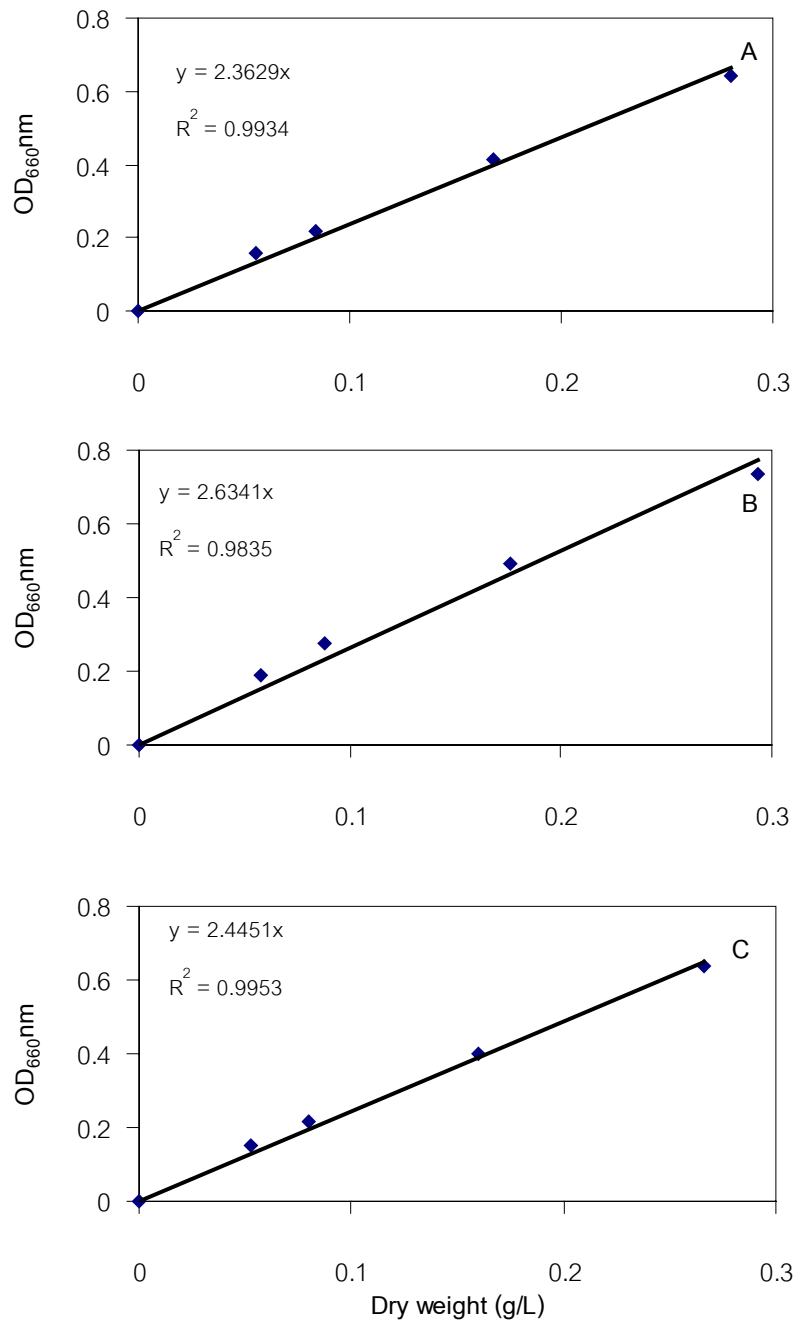 0.8
A
y = 2.3629x
0.6
R² = 0.9934
OD₆₆₀nm
0.4
0.2
0
0 0.1 0.2 0.3
0.8
y = 2.6341x
B
0.6
R² = 0.9835
OD₆₆₀nm
0.4
0.2
0
0 0.1 0.2 0.3
0.8
y = 2.4451x
C
0.6
R² = 0.9953
OD₆₆₀nm
0.4
0.2
0
0 0.1 0.2 0.3
Dry weight (g/L)